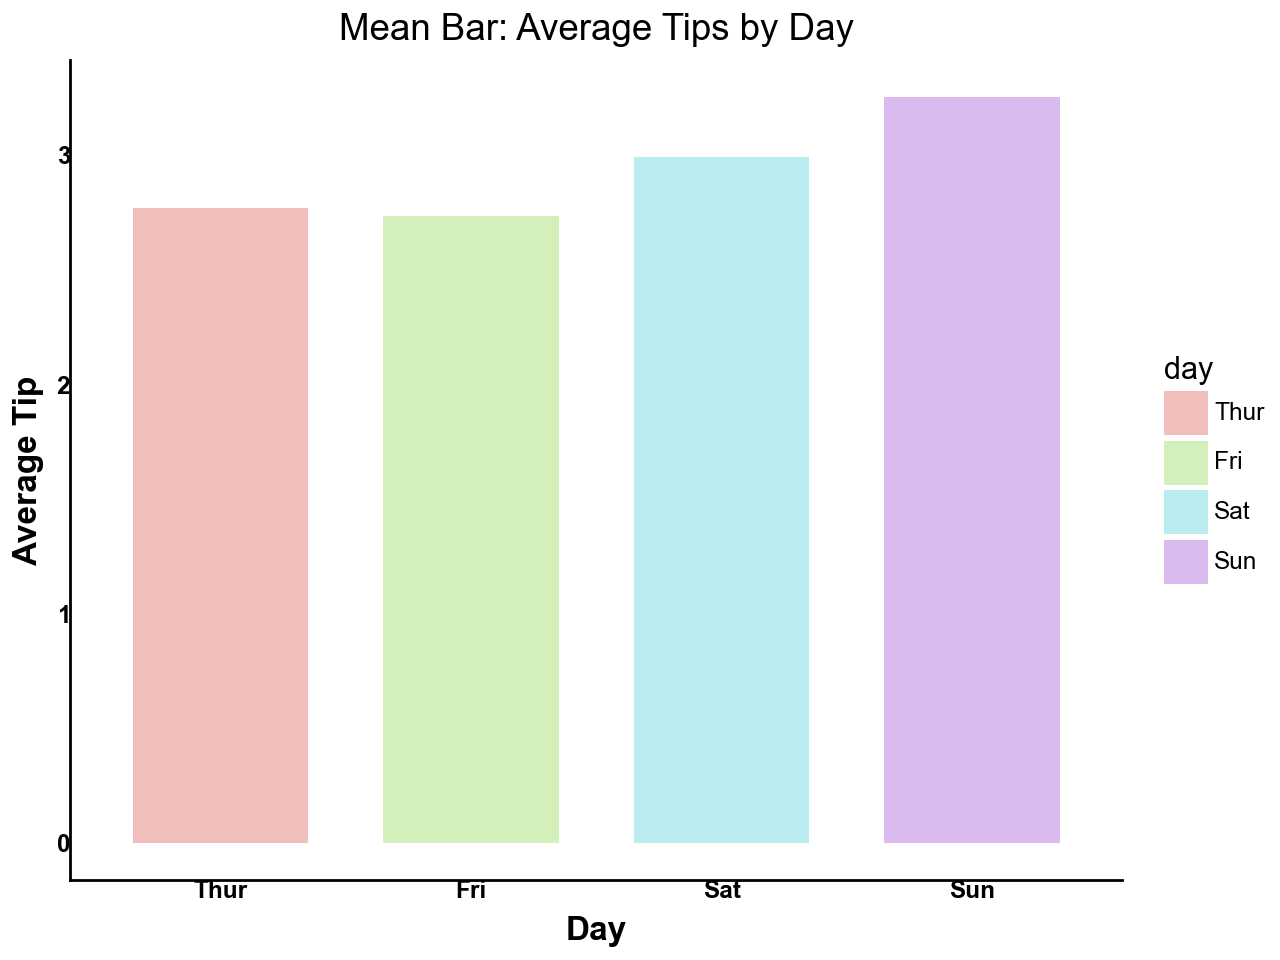 Mean Bar: Average Tips by Day
Average Tip
3
2
1
0
Thur Fri Sat Sun
Day
day
Thur
Fri
Sat
Sun